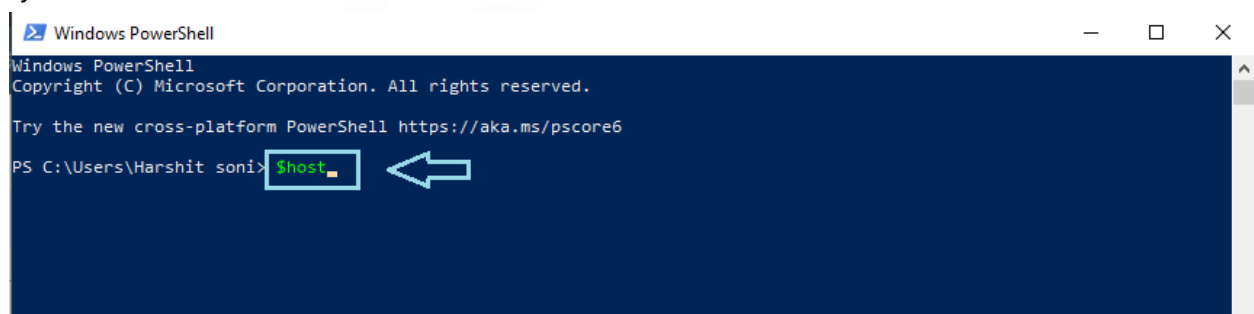 Windows PowerShell
Windows PowerShell
Copyright (C) Microsoft Corporation. All rights reserved.
Try the new cross-platform PowerShell https://aka.ms/pscore6
PS C:\Users\Harshit soni> $host